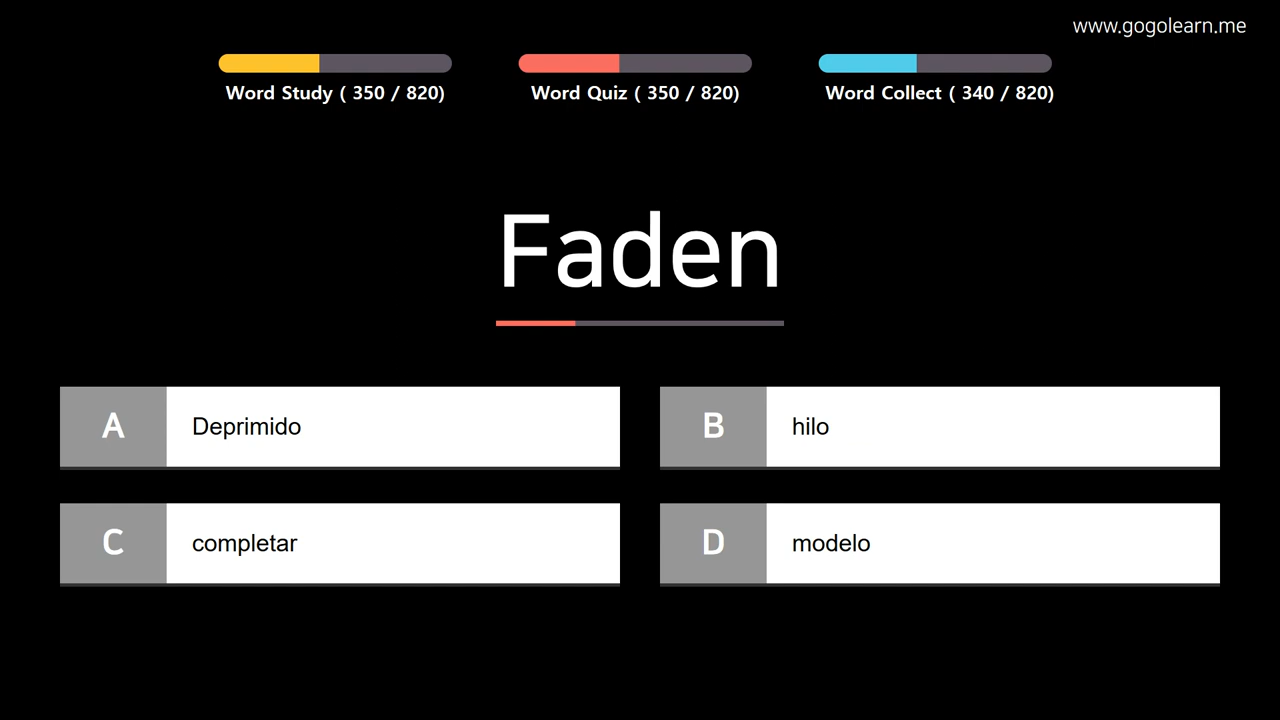 www.gogolearn.me
Word Study ( 350 / 820)
Word Quiz ( 350 / 820)
Word Collect ( 340 / 820)
Faden
A
Deprimido
B
hilo
C
completar
D
modelo